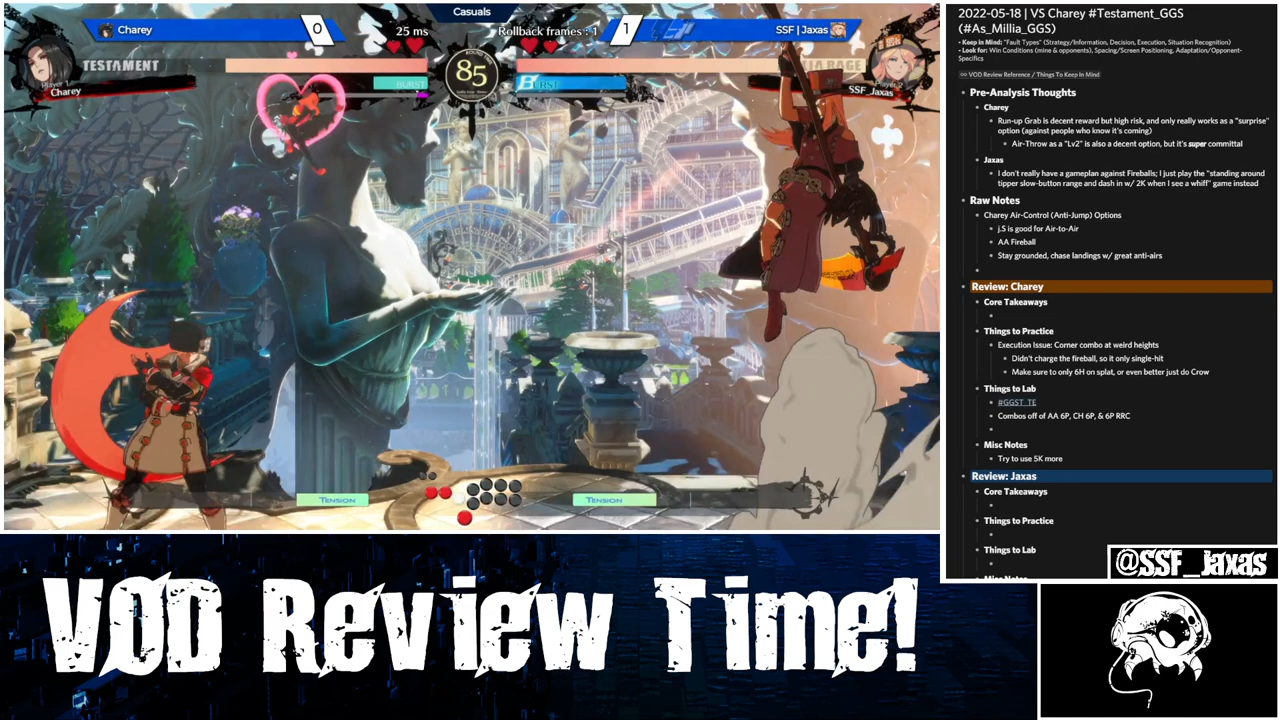 Casuals
Charey
0
25 ms
Rollback frames : 1
1
SSF | Jaxas
TESTAMENT
85
Player 1
Charey
BURST
BURST
SSF_Jaxas
TENSION
TENSION
2022-05-18 | VS Charey #Testament_GGS
(#As_Millia_GGS)
- Keep in Mind: "Fault Types" (Strategy/Information, Decision, Execution, Situation Recognition)
- Look for: Win Conditions (mine & opponents), Spacing/Screen Positioning, Adaptation/Opponent-
Specifics
VOD Review Reference / Things To Keep In Mind
Pre-Analysis Thoughts
Charey
Run-up Grab is decent reward but high risk, and only really works as a "surprise"
option (against people who know it's coming)
Air-Throw as a "Lv2" is also a decent option, but it's super committal
Jaxas
I don't really have a gameplan against Fireballs; I just play the "standing around
tipper slow-button range and dash in w/ 2K when I see a whiff" game instead
Raw Notes
Charey Air-Control (Anti-Jump) Options
j.S is good for Air-to-Air
AA Fireball
Stay grounded, chase landings w/ great anti-airs
Review: Charey
Core Takeaways
Things to Practice
Execution Issue: Corner combo at weird heights
Didn't charge the fireball, so it only single-hit
Make sure to only 6H on splat, or even better just do Crow
Things to Lab
#GGST_TE
Combos off of AA 6P, CH 6P, & 6P RRC
Misc Notes
Try to use 5K more
Review: Jaxas
Core Takeaways
Things to Practice
Things to Lab
Misc Notes
@SSF_Jaxas
VOD Review Time!